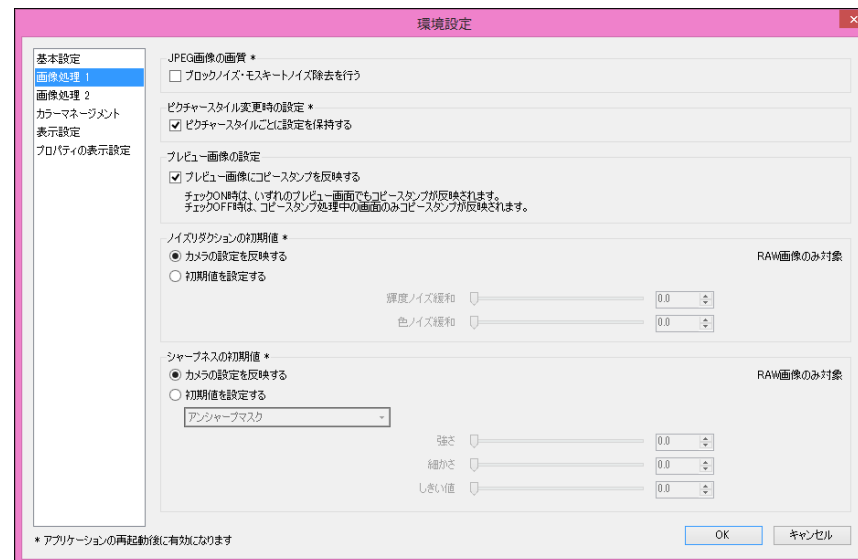 環境設定
基本設定
画像処理 1
画像処理 2
カラーマネージメント
表示設定
プロパティの表示設定
JPEG画像の画質 *
ブロックノイズ・モスキートノイズ除去を行う
ピクチャースタイル変更時の設定 *
ピクチャースタイルごとに設定を保持する
プレビュー画像の設定
プレビュー画像にコピースタンプを反映する
チェックON時は、いずれのプレビュー画面でもコピースタンプが反映されます。
チェックOFF時は、コピースタンプ処理中の画面のみコピースタンプが反映されます。
ノイズリダクションの初期値 *
カメラの設定を反映する RAW画像のみ対象
初期値を設定する
輝度ノイズ緩和 0.0
色ノイズ緩和 0.0
シャープネスの初期値 *
カメラの設定を反映する RAW画像のみ対象
初期値を設定する
アンシャープマスク
強さ 0.0
細かさ 0.0
しきい値 0.0
* アプリケーションの再起動後に有効になります
OK キャンセル